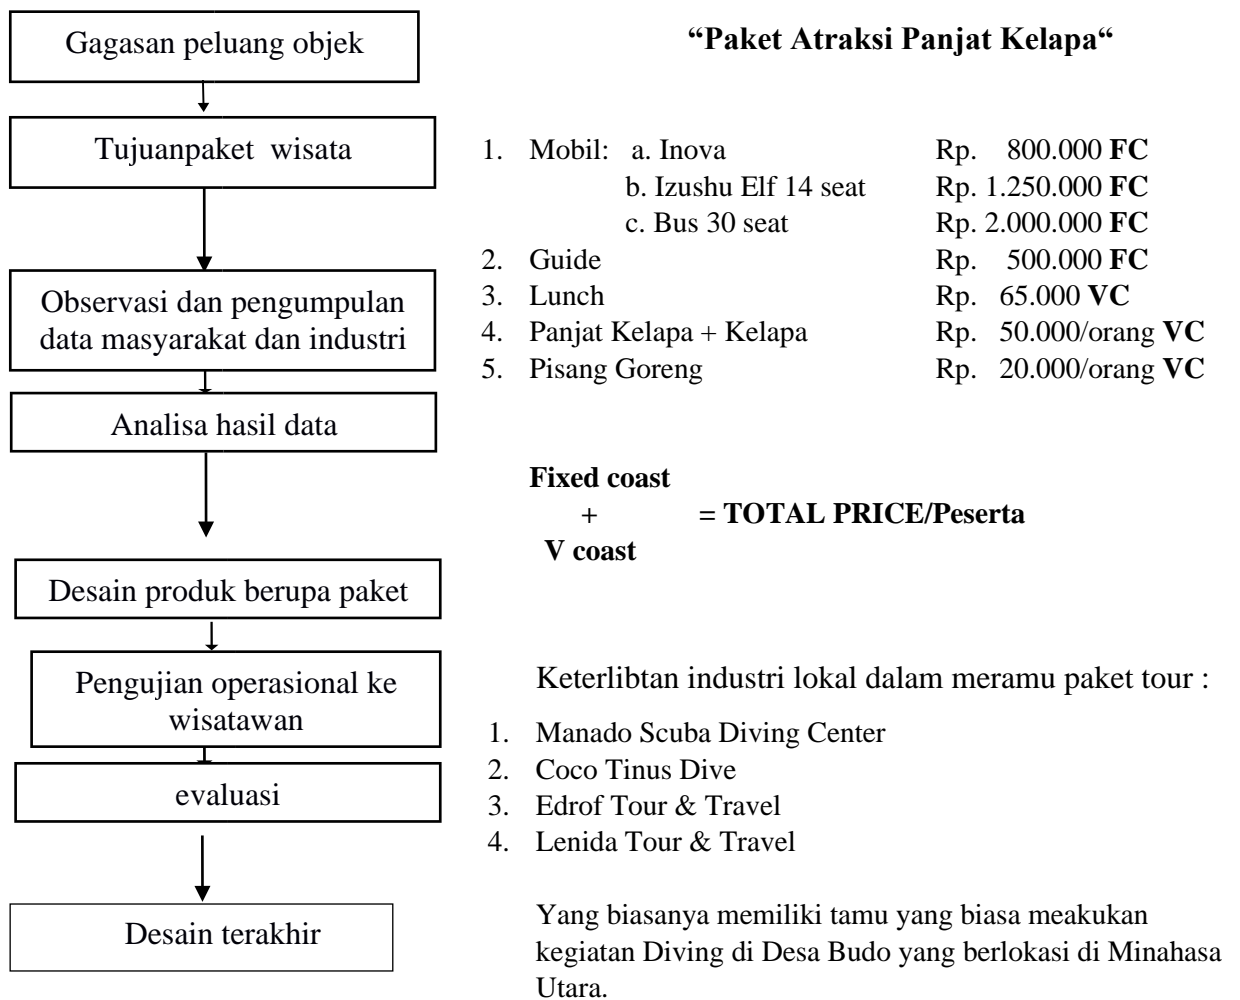 Gagasan peluang objek
Tujuanpaket wisata
Observasi dan pengumpulan
data masyarakat dan industri
Analisa hasil data
Desain produk berupa paket
Pengujian operasional ke
wisatawan
evaluasi
Desain terakhir
“Paket Atraksi Panjat Kelapa“
1. Mobil: a. Inova Rp. 800.000 FC
b. Izushu Elf 14 seat Rp. 1.250.000 FC
c. Bus 30 seat Rp. 2.000.000 FC
2. Guide Rp. 500.000 FC
3. Lunch Rp. 65.000 VC
4. Panjat Kelapa + Kelapa Rp. 50.000/orang VC
5. Pisang Goreng Rp. 20.000/orang VC
Fixed coast
+ = TOTAL PRICE/Peserta
V coast
Keterlibtan industri lokal dalam meramu paket tour :
1. Manado Scuba Diving Center
2. Coco Tinus Dive
3. Edrof Tour & Travel
4. Lenida Tour & Travel
Yang biasanya memiliki tamu yang biasa meakukan
kegiatan Diving di Desa Budo yang berlokasi di Minahasa
Utara.